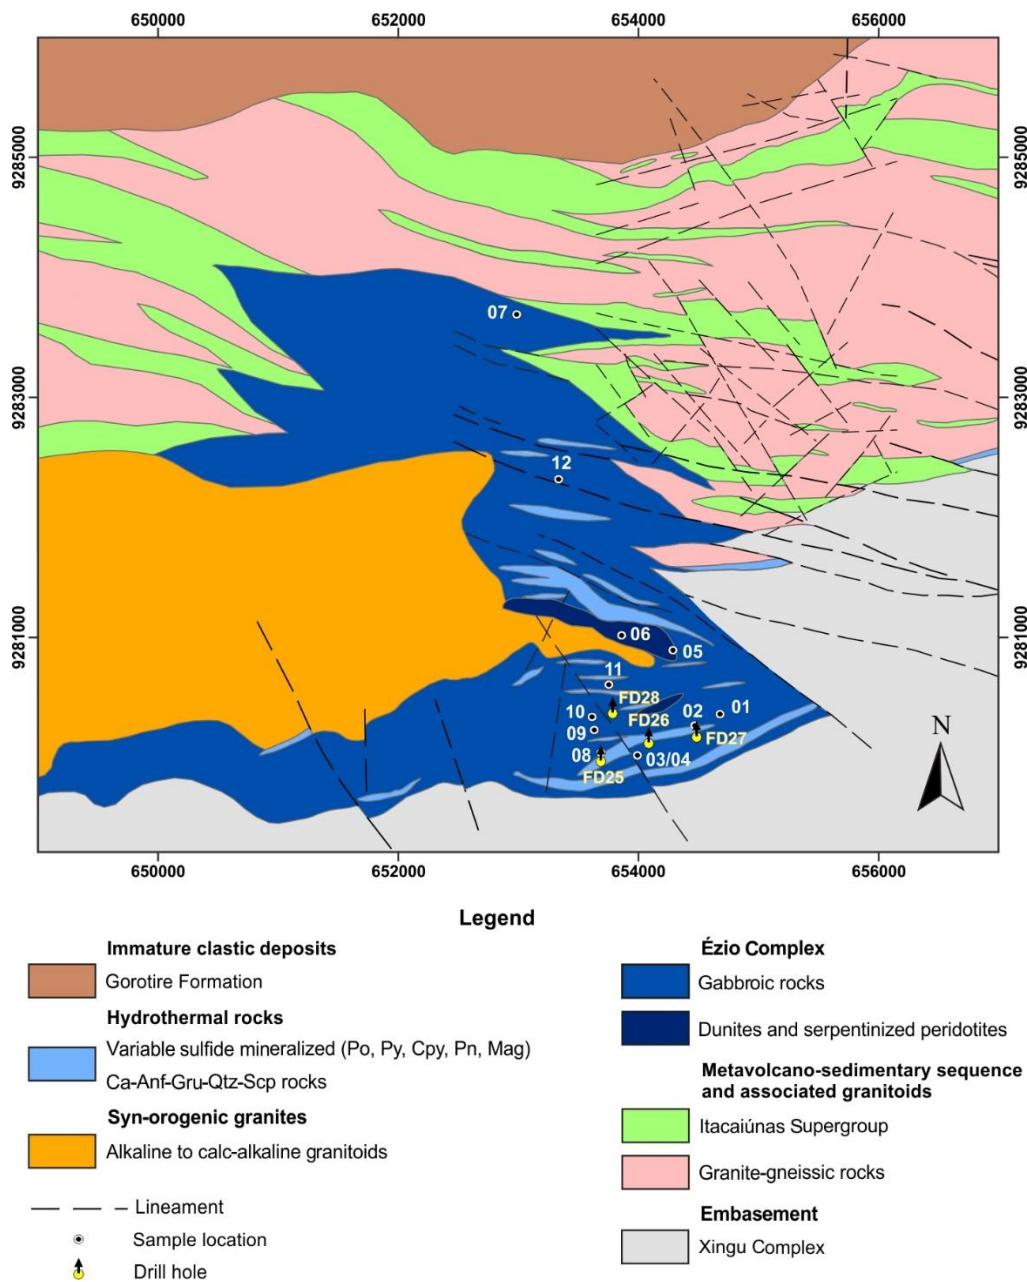 650000
652000
654000
656000
9285000
9285000
07
9283000
9283000
12
9281000
9281000
06
05
11
FD28
10
FD26
02
01
09
FD27
08
03/04
FD25
N
650000
652000
654000
656000
Legend
Immature clastic deposits
Gorotire Formation
Hydrothermal rocks
Variable sulfide mineralized (Po, Py, Cpy, Pn, Mag)
Ca-Anf-Gru-Qtz-Scp rocks
Syn-orogenic granites
Alkaline to calc-alkaline granitoids
Lineament
Sample location
Drill hole
Ézio Complex
Gabbroic rocks
Dunites and serpentinized peridotites
Metavolcano-sedimentary sequence
and associated granitoids
Itacaiúnas Supergroup
Granite-gneissic rocks
Embasement
Xingu Complex